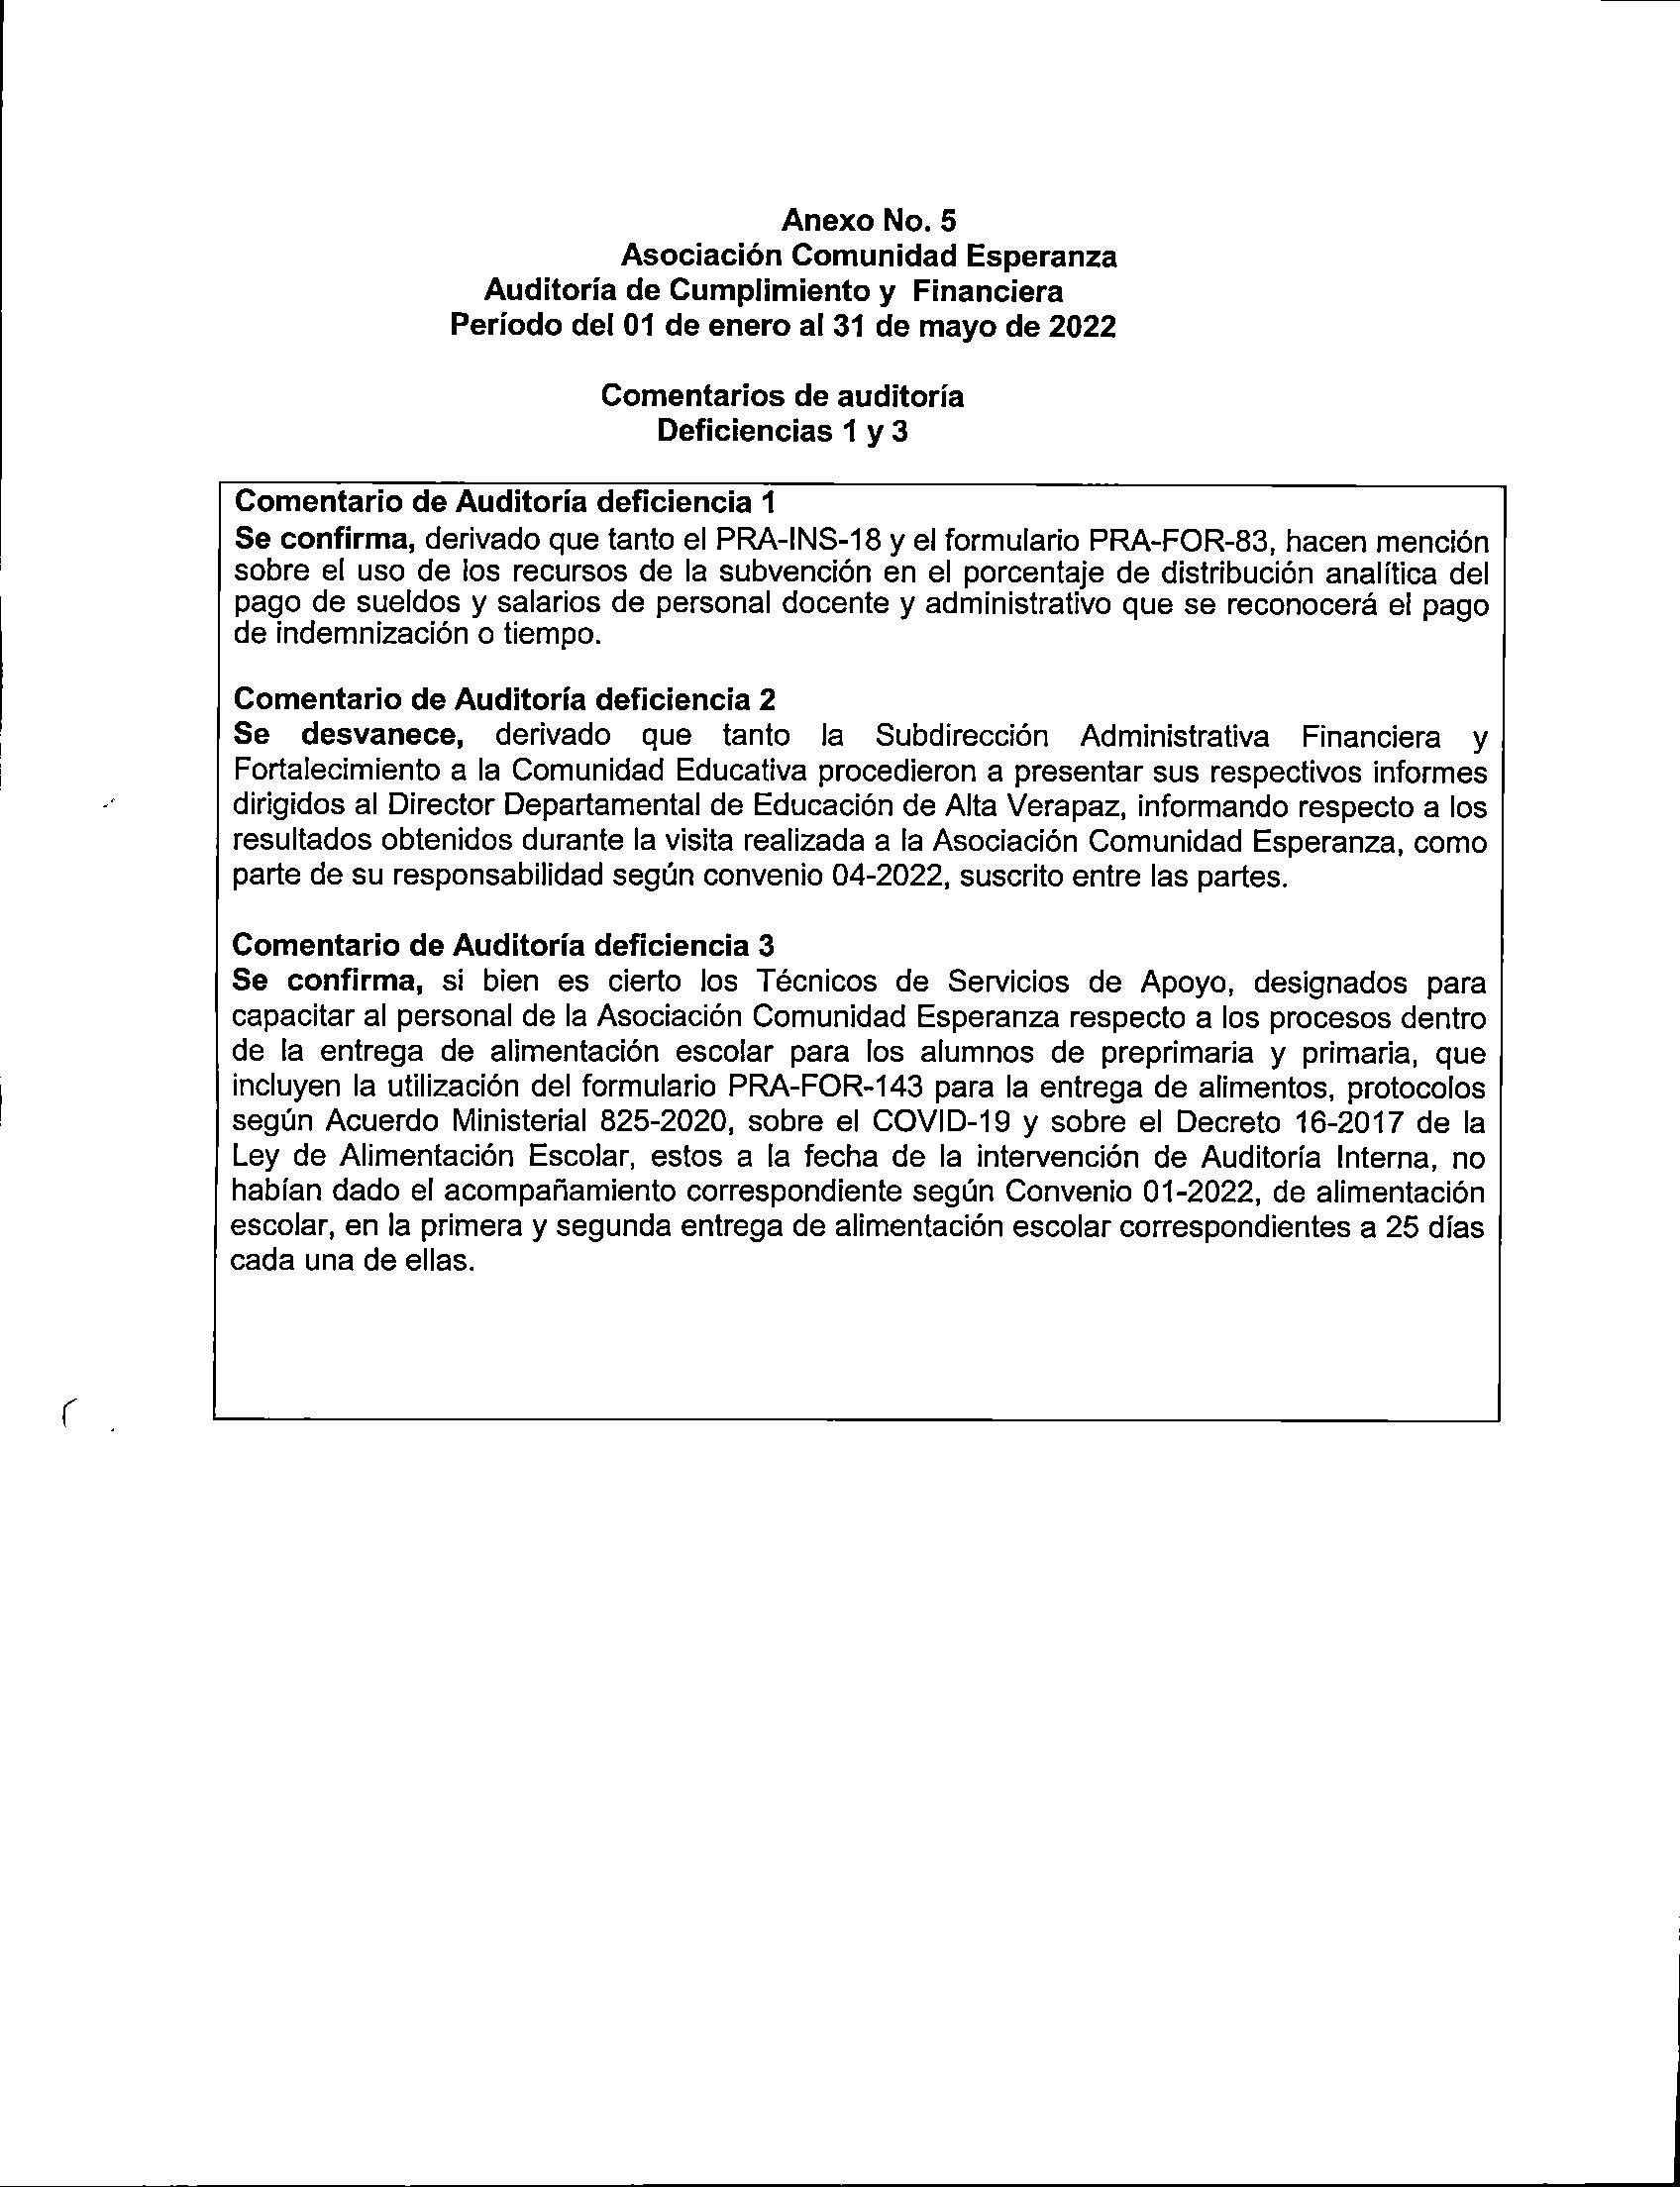 Anexo No. 5
Asociación Comunidad Esperanza
Auditoría de Cumplimiento y Financiera
Período del 01 de enero al 31 de mayo de 2022
Comentarios de auditoría
Deficiencias 1 y 3
Comentario de Auditoría deficiencia 1
Se confirma, derivado que tanto el PRA-INS-18 y el formulario PRA-FOR-83, hacen mención
sobre el uso de los recursos de la subvención en el porcentaje de distribución analítica del
pago de sueldos y salarios de personal docente y administrativo que se reconocerá el pago
de indemnización o tiempo.
Comentario de Auditoría deficiencia 2
Se desvanece, derivado que tanto la Subdirección Administrativa Financiera y
Fortalecimiento a la Comunidad Educativa procedieron a presentar sus respectivos informes
dirigidos al Director Departamental de Educación de Alta Verapaz, informando respecto a los
resultados obtenidos durante la visita realizada a la Asociación Comunidad Esperanza, como
parte de su responsabilidad según convenio 04-2022, suscrito entre las partes.
Comentario de Auditoría deficiencia 3
Se confirma, si bien es cierto los Técnicos de Servicios de Apoyo, designados para
capacitar al personal de la Asociación Comunidad Esperanza respecto a los procesos dentro
de la entrega de alimentación escolar para los alumnos de preprimaria y primaria, que
incluyen la utilización del formulario PRA-FOR-143 para la entrega de alimentos, protocolos
según Acuerdo Ministerial 825-2020, sobre el COVID-19 y sobre el Decreto 16-2017 de la
Ley de Alimentación Escolar, estos a la fecha de la intervención de Auditoría Interna, no
habían dado el acompañamiento correspondiente según Convenio 01-2022, de alimentación
escolar, en la primera y segunda entrega de alimentación escolar correspondientes a 25 días
cada una de ellas.